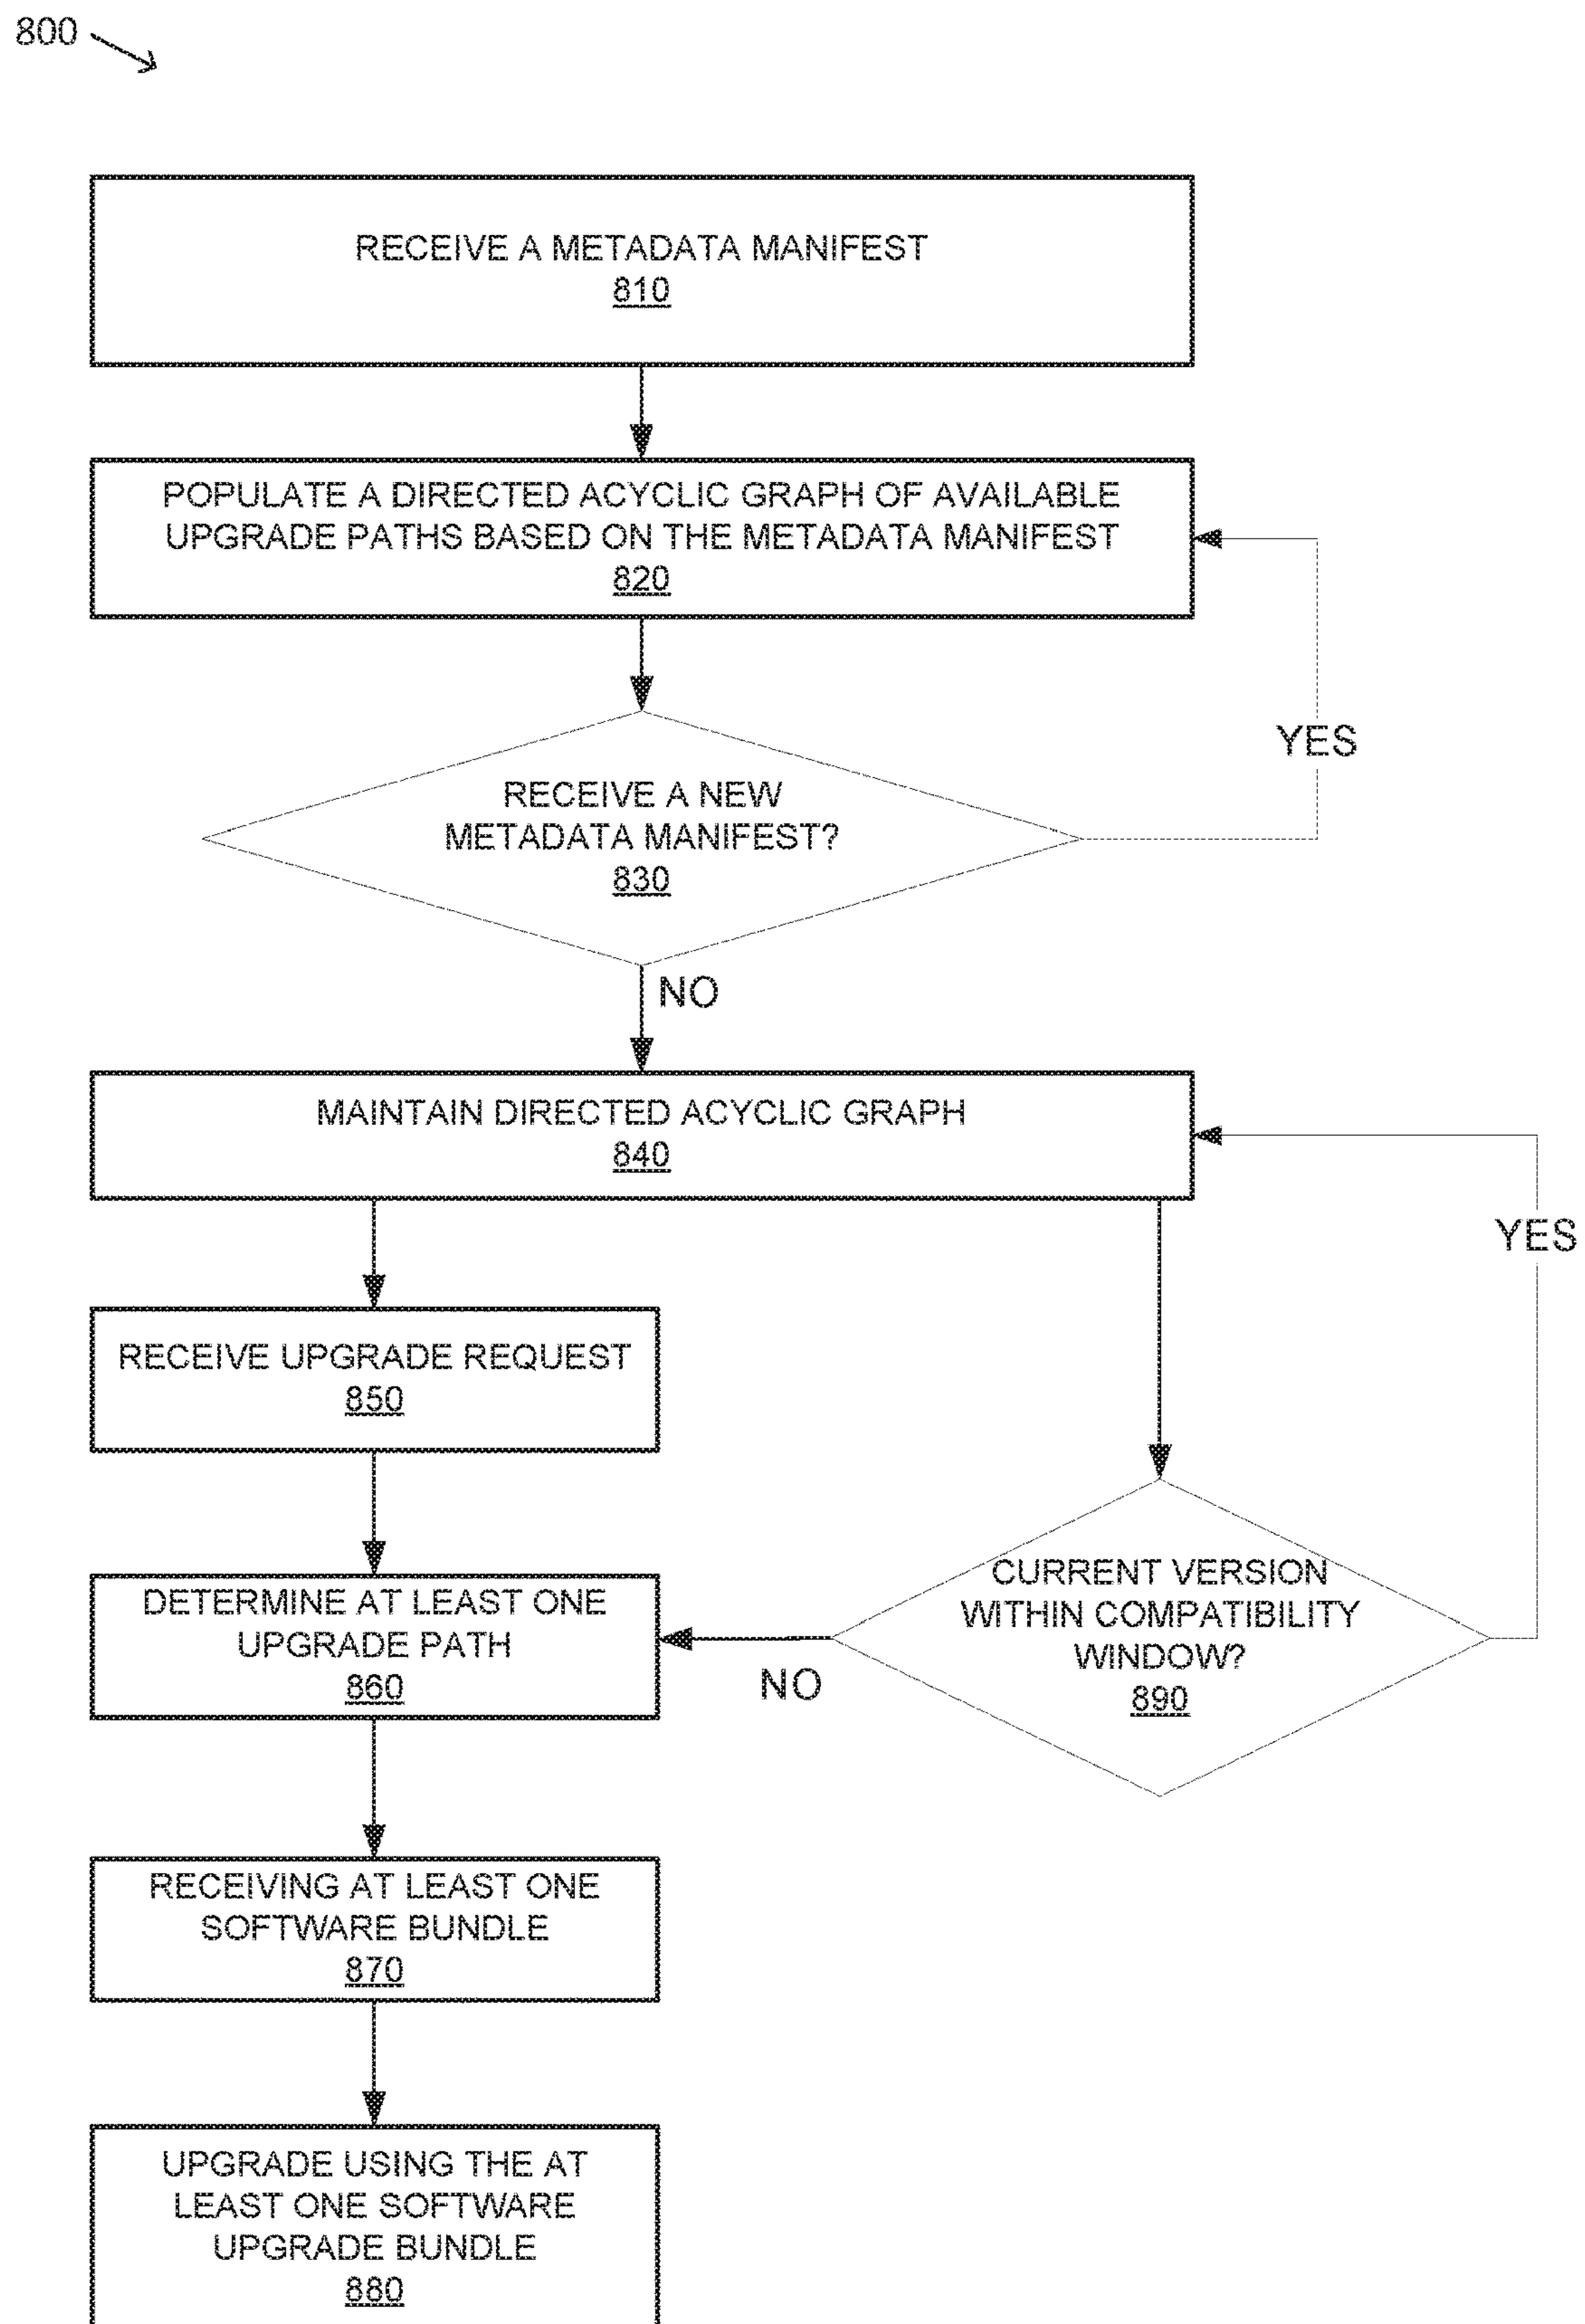 800
RECEIVE A METADATA MANIFEST
810
POPULATE A DIRECTED ACYCLIC GRAPH OF AVAILABLE
UPGRADE PATHS BASED ON THE METADATA MANIFEST
820
YES
RECEIVE A NEW
METADATA MANIFEST?
830
NO
MAINTAIN DIRECTED ACYCLIC GRAPH
840
YES
RECEIVE UPGRADE REQUEST
850
CURRENT VERSION
WITHIN COMPATIBILITY
WINDOW?
890
NO
DETERMINE AT LEAST ONE
UPGRADE PATH
860
RECEIVING AT LEAST ONE
SOFTWARE BUNDLE
870
UPGRADE USING THE AT
LEAST ONE SOFTWARE
UPGRADE BUNDLE
880